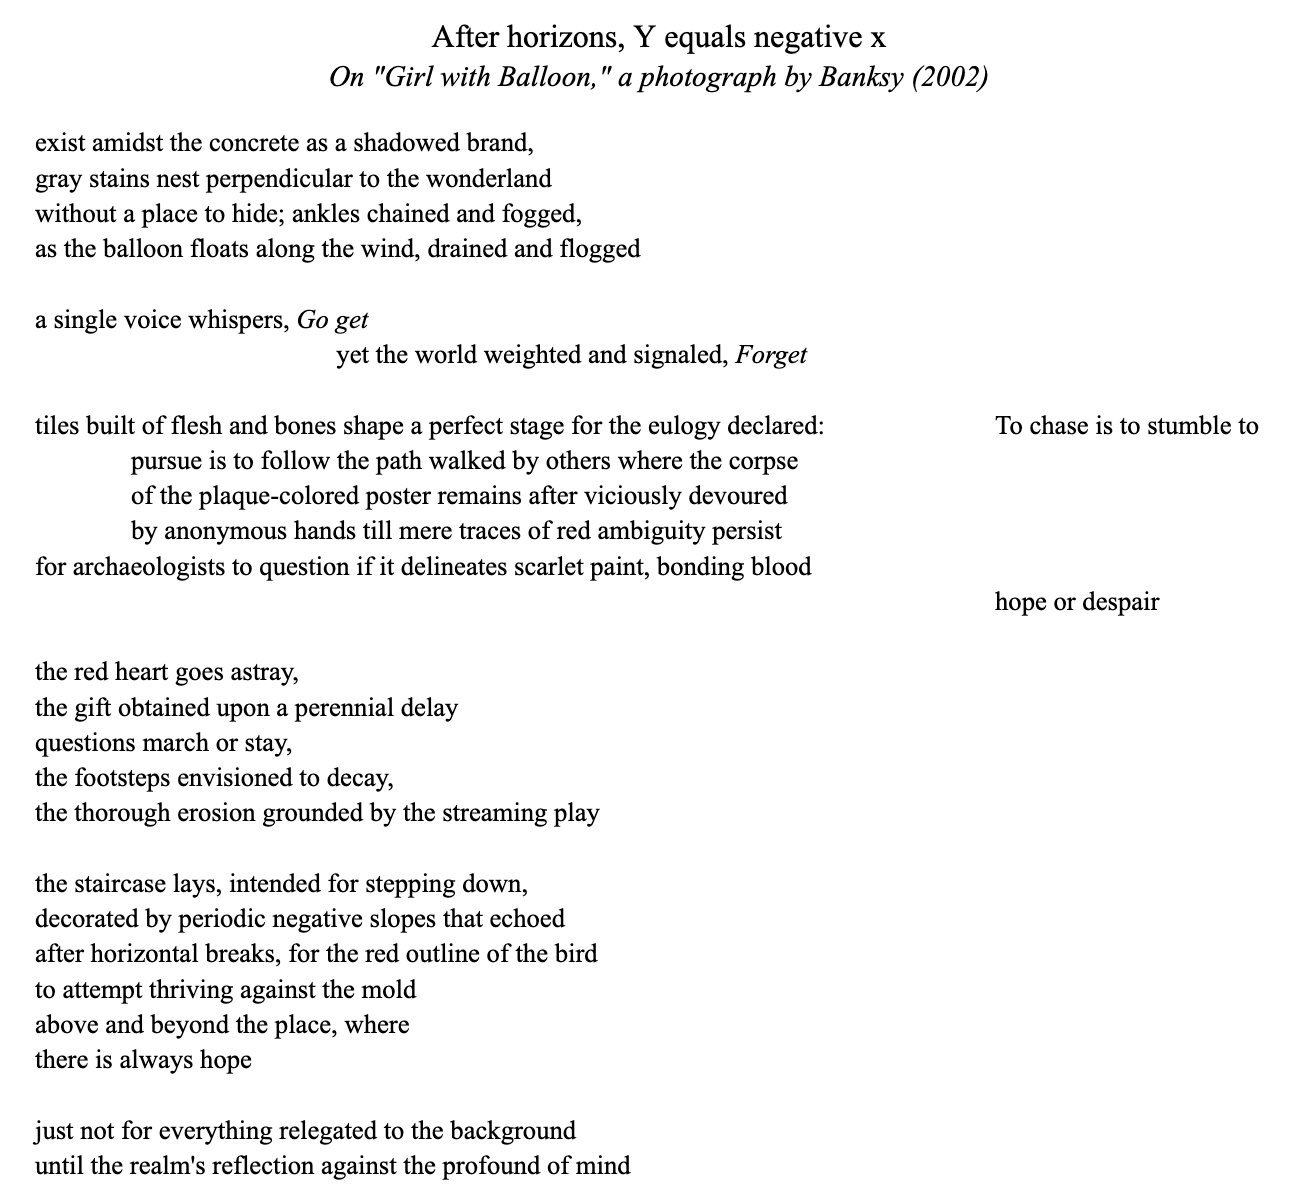 After horizons, Y equals negative x
On "Girl with Balloon," a photograph by Banksy (2002)
exist amidst the concrete as a shadowed brand,
gray stains nest perpendicular to the wonderland
without a place to hide; ankles chained and fogged,
as the balloon floats along the wind, drained and flogged
a single voice whispers, Go get
yet the world weighted and signaled, Forget
tiles built of flesh and bones shape a perfect stage for the eulogy declared: To chase is to stumble to
pursue is to follow the path walked by others where the corpse
of the plaque-colored poster remains after viciously devoured
by anonymous hands till mere traces of red ambiguity persist
for archaeologists to question if it delineates scarlet paint, bonding blood
hope or despair
the red heart goes astray,
the gift obtained upon a perennial delay
questions march or stay,
the footsteps envisioned to decay,
the thorough erosion grounded by the streaming play
the staircase lays, intended for stepping down,
decorated by periodic negative slopes that echoed
after horizontal breaks, for the red outline of the bird
to attempt thriving against the mold
above and beyond the place, where
there is always hope
just not for everything relegated to the background
until the realm's reflection against the profound of mind